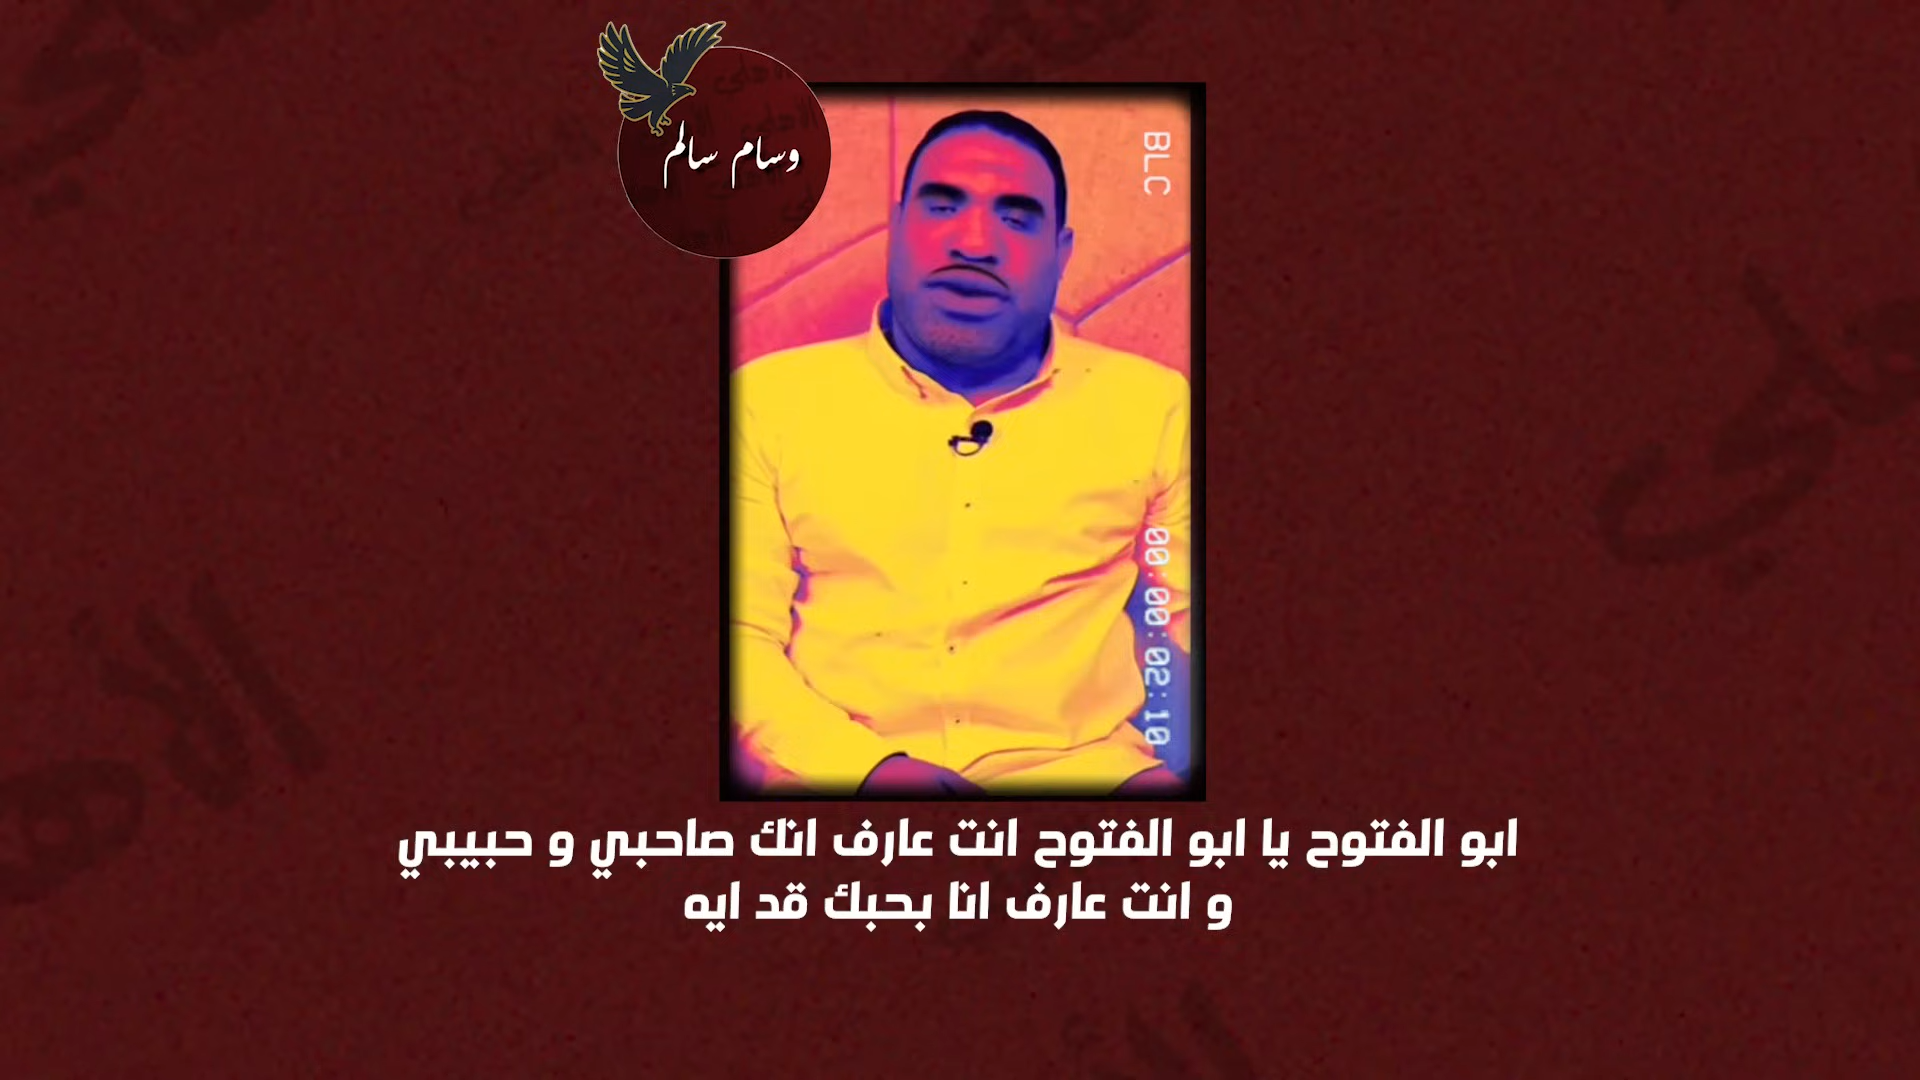 وسام سالم
BLC
00:00:02:10
ابو الفتوح يا ابو الفتوح انت عارف انك صاحبي و حبيبي
و انت عارف انا بحبك قد ايه